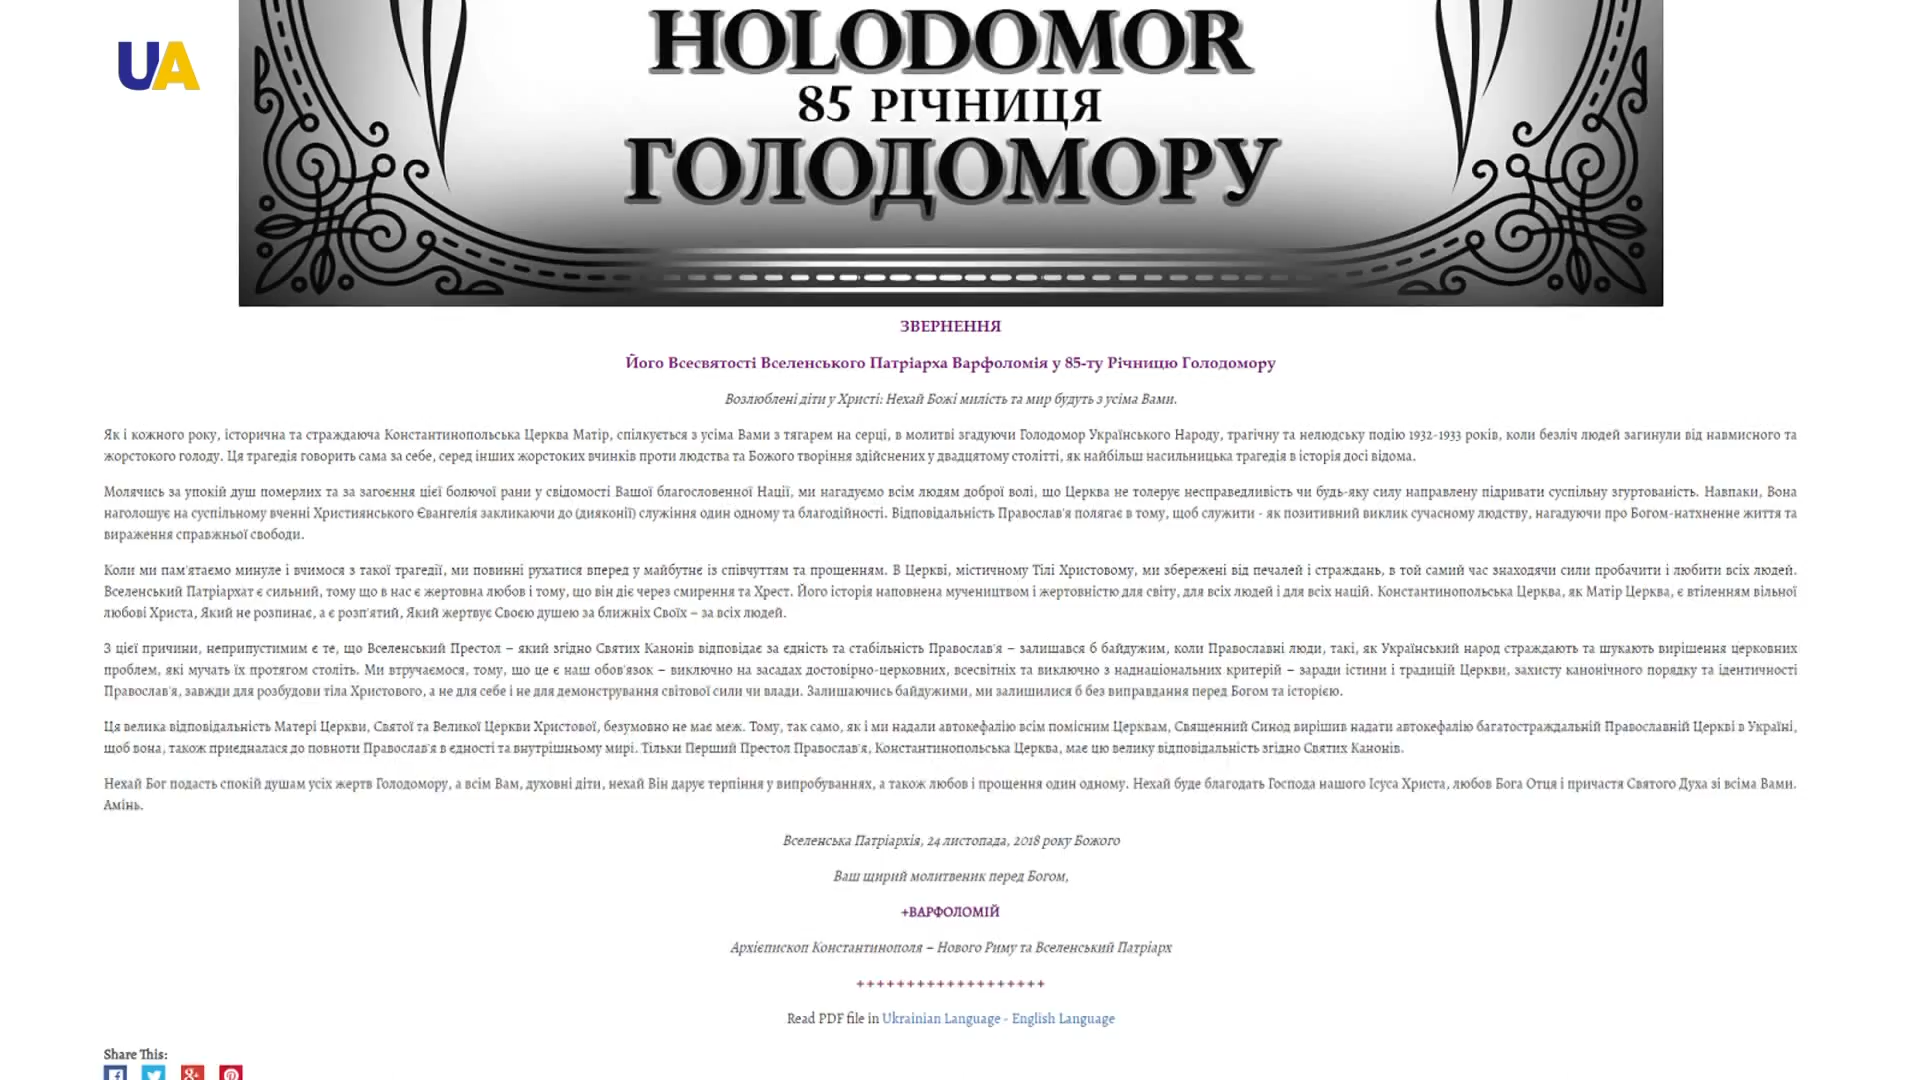 UA
HOLODOMOR
85 РІЧНИЦЯ
ГОЛОДОМОРУ
ЗВЕРНЕННЯ
Його Всесвятості Вселенського Патріарха Варфоломія у 85-ту Річницю Голодомору
Возлюблені діти у Христі: Нехай Божі милість та мир будуть з усіма Вами.
Як і кожного року, історична та страждаюча Константинопольська Церква Матір, спілкується з усіма Вами з тягарем на серці, в молитві згадуючи Голодомор Українського Народу, трагічну та нелюдську подію 1932-1933 років, коли безліч людей загинули від навмисного та
жорстокого голоду. Ця трагедія говорить сама за себе, серед інших жорстоких вчинків проти людства та Божого творіння здійснених у двадцятому столітті, як найбільш насильницька трагедія в історія досі відома.
Молячись за упокій душ померлих та за загоєння цієї болючої рани у свідомості Вашої благословенної Нації, ми нагадуємо всім людям доброї волі, що Церква не толерує несправедливість чи будь-яку силу направлену підривати суспільну згуртованість. Навпаки, Вона
наголошує на суспільному вченні Християнського Євангелія закликаючи до (дияконії) служіння один одному та благодійності. Відповідальність Православ'я полягає в тому, щоб служити - як позитивний виклик сучасному людству, нагадуючи про Богом-натхненне життя та
вираження справжньої свободи.
Коли ми пам'ятаємо минуле і вчимося з такої трагедії, ми повинні рухатися вперед у майбутнє із співчуттям та прощенням. В Церкві, містичному Тілі Христовому, ми збережені від печалей і страждань, в той самий час знаходячи сили пробачити і любити всіх людей.
Вселенський Патріархат є сильний, тому що в нас є жертовна любов і тому, що він діє через смирення та Хрест. Його історія наповнена мучеництвом і жертовністю для світу, для всіх людей і для всіх націй. Константинопольська Церква, як Матір Церква, є втіленням вільної
любові Христа, Який не розпинає, а є розп'ятий, Який жертвує Своєю душею за ближніх Своїх – за всіх людей.
З цієї причини, неприпустимим є те, що Вселенський Престол – який згідно Святих Канонів відповідає за єдність та стабільність Православ'я – залишався б байдужим, коли Православні люди, такі, як Український народ страждають та шукають вирішення церковних
проблем, які мучать їх протягом століть. Ми втручаємося, тому, що це є наш обов'язок – виключно на засадах достовірно-церковних, всесвітніх та виключно з наднаціональних критерій – заради істини і традицій Церкви, захисту канонічного порядку та ідентичності
Православ'я, завжди для розбудови тіла Христового, а не для себе і не для демонстрування світової сили чи влади. Залишаючись байдужими, ми залишилися б без виправдання перед Богом та історією.
Ця велика відповідальність Матері Церкви, Святої та Великої Церкви Христової, безумовно не має меж. Тому, так само, як і ми надали автокефалію всім помісним Церквам, Священний Синод вирішив надати автокефалію багатостраждальній Православній Церкві в Україні,
щоб вона, також приєдналася до повноти Православ'я в єдності та внутрішньому мирі. Тільки Перший Престол Православ'я, Константинопольська Церква, має цю велику відповідальність згідно Святих Канонів.
Нехай Бог подасть спокій душам усіх жертв Голодомору, а всім Вам, духовні діти, нехай Він дарує терпіння у випробуваннях, а також любов і прощення один одному. Нехай буде благодать Господа нашого Ісуса Христа, любов Бога Отця і причастя Святого Духа зі всіма Вами.
Амінь.
Вселенська Патріархія, 24 листопада, 2018 року Божого
Ваш щирий молитвеник перед Богом,
+ВАРФОЛОМІЙ
Архієпископ Константинополя – Нового Риму та Вселенський Патріарх
+++++++++++++++++++
Read PDF file in Ukrainian Language - English Language
Share This: